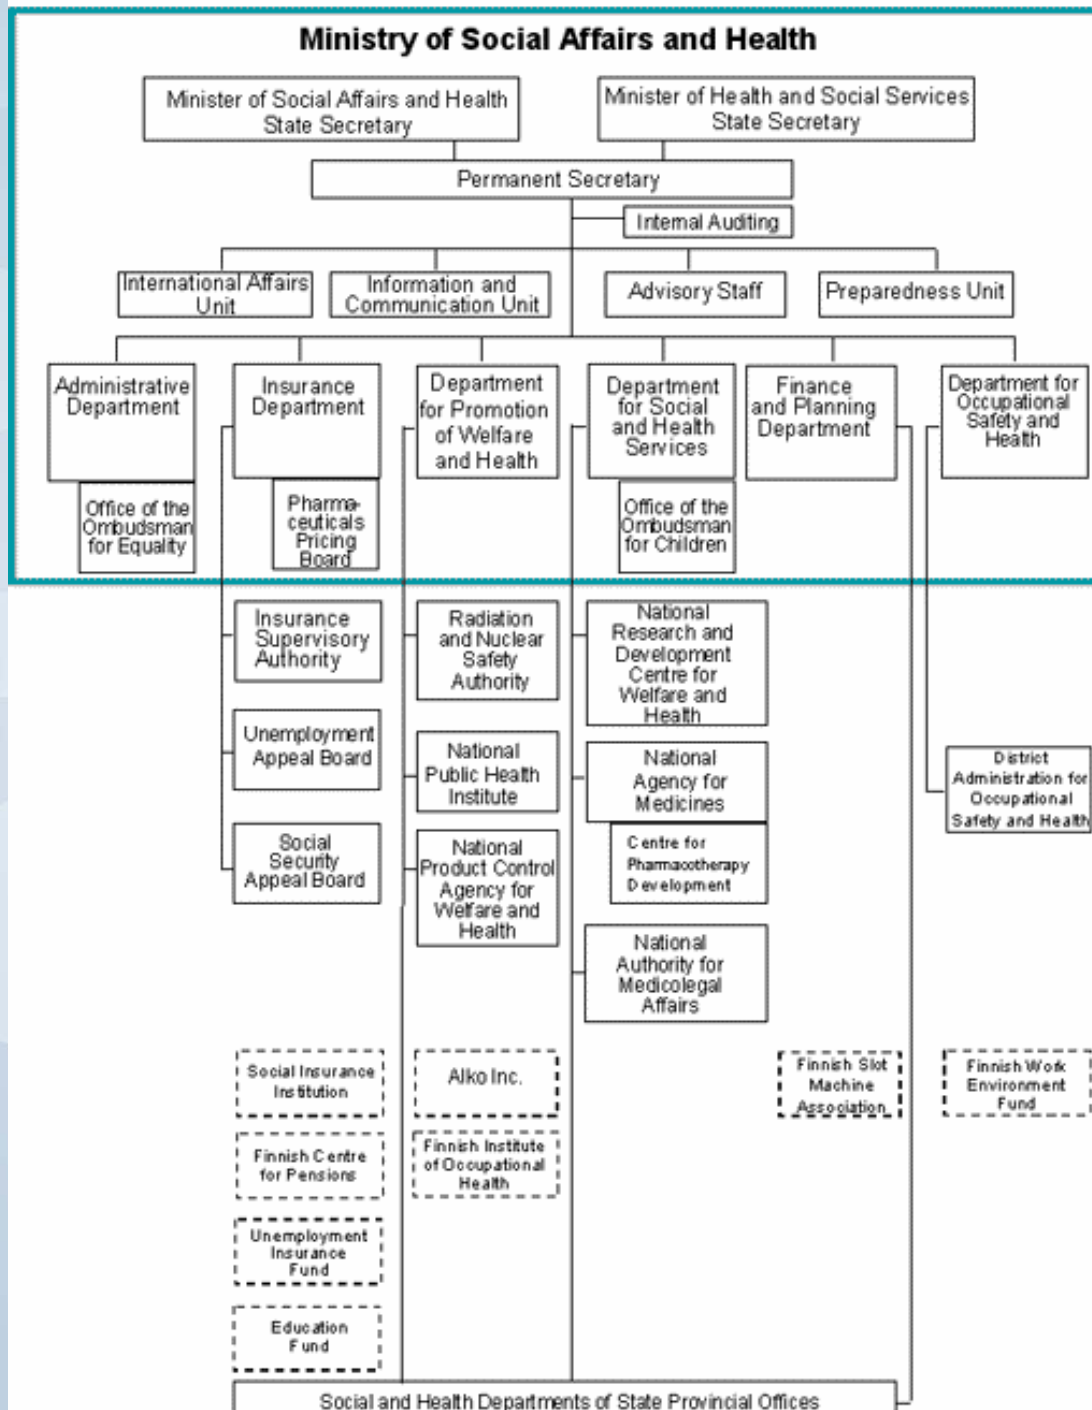 Ministry of Social Affairs and Health
Minister of Social Affairs and Health
State Secretary
Minister of Health and Social Services
State Secretary
Permanent Secretary
Internal Auditing
International Affairs
Unit
Information and
Communication Unit
Advisory Staff
Preparedness Unit
Administrative
Department
Insurance
Department
Department
for Promotion
of Welfare
and Health
Department
for Social
and Health
Services
Finance
and Planning
Department
Department for
Occupational
Safety and
Health
Office of the
Ombudsman
for Equality
Pharma-
ceuticals
Pricing
Board
Office of the
Ombudsman
for Children
Insurance
Supervisory
Authority
Radiation
and Nuclear
Safety
Authority
National
Research and
Development
Centre for
Welfare and
Health
Unemployment
Appeal Board
National
Public Health
Institute
National
Agency for
Medicines
District
Administration for
Occupational
Safety and Health
Social
Security
Appeal Board
National
Product Control
Agency for
Welfare and
Health
Centre for
Pharmacotherapy
Development
National
Authority for
Medicolegal
Affairs
Social Insurance
Institution
Alko Inc.
Finnish Slot
Machine
Association
Finnish Work
Environment
Fund
Finnish Centre
for Pensions
Finnish Institute
of Occupational
Health
Unemployment
Insurance
Fund
Education
Fund
Social and Health Departments of State Provincial Offices